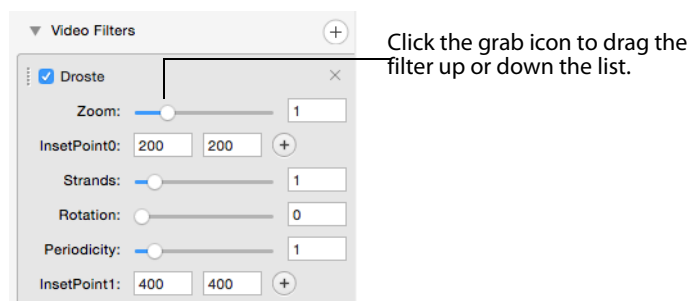 Video Filters
Click the grab icon to drag the
filter up or down the list.
Droste
Zoom: 1
InsetPoint0: 200 200
Strands: 1
Rotation: 0
Periodicity: 1
InsetPoint1: 400 400